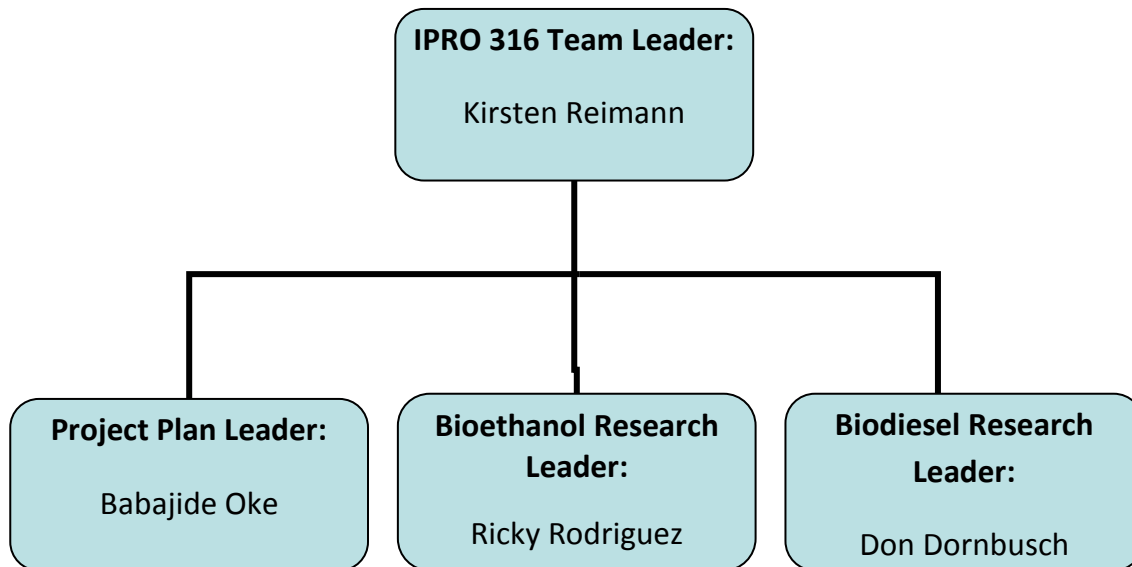 IPRO 316 Team Leader:
Kirsten Reimann
Project Plan Leader:
Babajide Oke
Bioethanol Research
Leader:
Ricky Rodriguez
Biodiesel Research
Leader:
Don Dornbusch